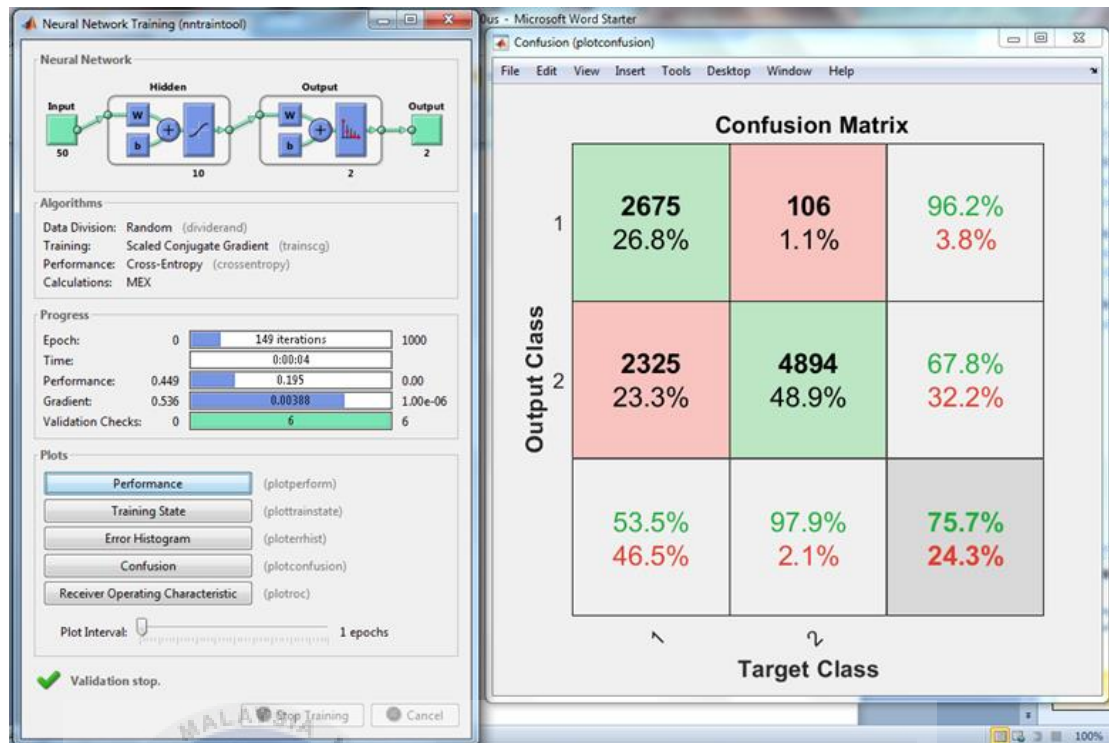 Neural Network Training (nntraintool)
Neural Network
Hidden
Output
Input
W
b
W
b
Output
50
10
2
2
Algorithms
Data Division: Random (dividerand)
Training: Scaled Conjugate Gradient (trainscg)
Performance: Cross-Entropy (crossentropy)
Calculations: MEX
Progress
Epoch: 0 149 iterations 1000
Time: 0:00:04
Performance: 0.449 0.195 0.00
Gradient: 0.536 0.00388 1.00e-06
Validation Checks: 0 6 6
Plots
Performance (plotperform)
Training State (plottrainstate)
Error Histogram (ploterrhist)
Confusion (plotconfusion)
Receiver Operating Characteristic (plotroc)
Plot Interval: 1 epochs
Validation stop.
Stop Training Cancel
MALAYSIA
- Microsoft Word Starter
Confusion (plotconfusion)
File Edit View Insert Tools Desktop Window Help
Confusion Matrix
1
2675 106 96.2%
26.8% 1.1% 3.8%
2
2325 4894 67.8%
23.3% 48.9% 32.2%
53.5% 97.9% 75.7%
46.5% 2.1% 24.3%
1 2
Output Class
Target Class
100%